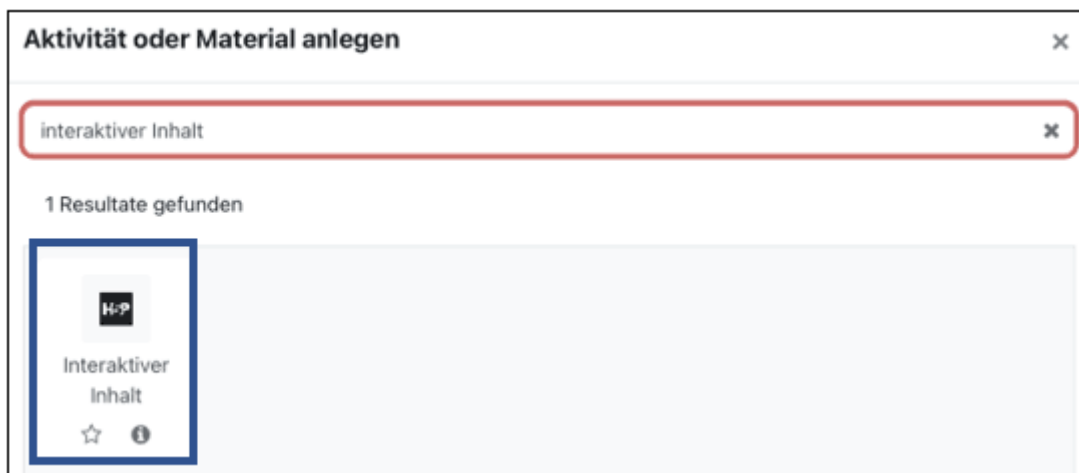 Aktivität oder Material anlegen
interaktiver Inhalt
1 Resultate gefunden
H5P
Interaktiver
Inhalt